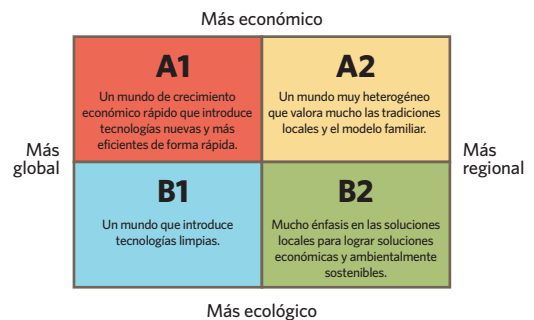 Más económico
A1
Un mundo de crecimiento
económico rápido que introduce
tecnologías nuevas y más
eficientes de forma rápida.
A2
Un mundo muy heterogéneo
que valora mucho las tradiciones
locales y el modelo familiar.
Más
global
Más
regional
B1
Un mundo que introduce
tecnologías limpias.
B2
Mucho énfasis en las soluciones
locales para lograr soluciones
económicas y ambientalmente
sostenibles.
Más ecológico